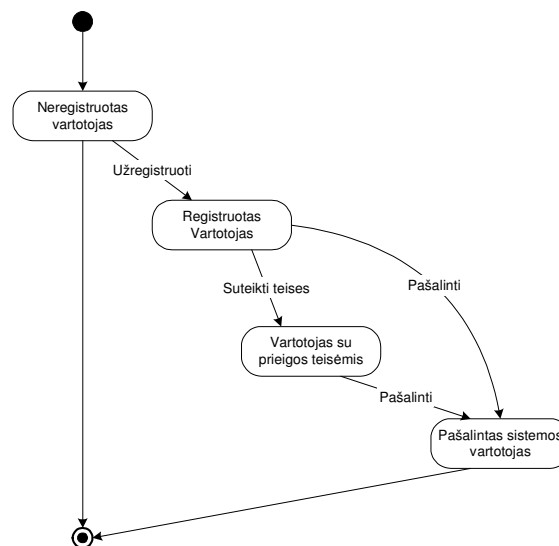 Neregistruotas
vartotojas
Užregistruoti
Registruotas
Vartotojas
Suteikti teises
Pašalinti
Vartotojas su
prieigos teisėmis
Pašalinti
Pašalintas sistemos
vartotojas